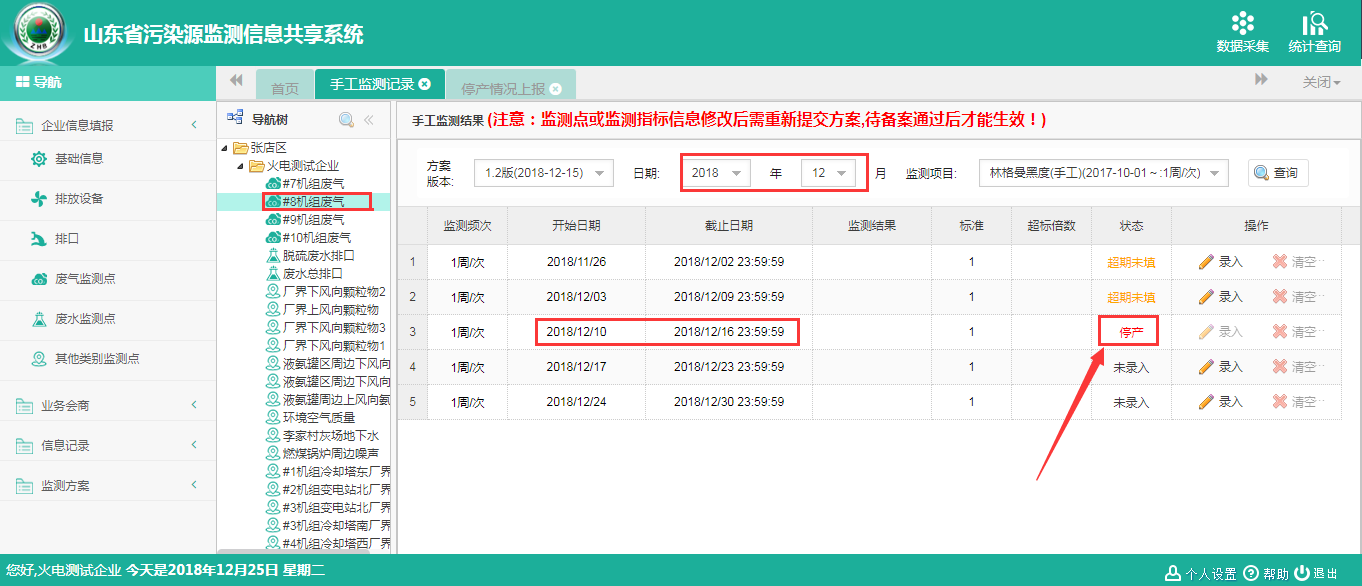 山东省污染源监测信息共享系统
数据采集
统计查询
ZHB
导航
首页
手工监测记录
停产情况上报
关闭
企业信息填报
基础信息
排放设备
排口
废气监测点
废水监测点
其他类别监测点
业务会商
信息记录
监测方案
导航树
张店区
火电测试企业
#7机组废气
#8机组废气
#9机组废气
#10机组废气
脱硫废水排口
废水总排口
厂界下风向颗粒物2
厂界上风向颗粒物
厂界下风向颗粒物3
厂界下风向颗粒物1
液氨罐区周边下风向
液氨罐区周边下风向
液氨罐周边上风向氨
环境空气质量
李家村灰场地下水
燃煤锅炉周边噪声
#1机组冷却塔东厂界
#2机组变电站北厂界
#3机组变电站北厂界
#3机组冷却塔南厂界
#4机组冷却塔西厂界
手工监测结果 (注意：监测点或监测指标信息修改后需重新提交方案,待备案通过后才能生效！)
方案版本: 1.2版(2018-12-15) 日期: 2018 年 12 月 监测项目: 林格曼黑度(手工)(2017-10-01～:1周/次) 查询
监测频次 开始日期 截止日期 监测结果 标准 超标倍数 状态 操作
1 1周/次 2018/11/26 2018/12/02 23:59:59 1 超期未填 录入 清空…
2 1周/次 2018/12/03 2018/12/09 23:59:59 1 超期未填 录入 清空…
3 1周/次 2018/12/10 2018/12/16 23:59:59 1 停产 录入 清空…
4 1周/次 2018/12/17 2018/12/23 23:59:59 1 未录入 录入 清空…
5 1周/次 2018/12/24 2018/12/30 23:59:59 1 未录入 录入 清空…
您好,火电测试企业 今天是2018年12月25日 星期二
个人设置 帮助 退出